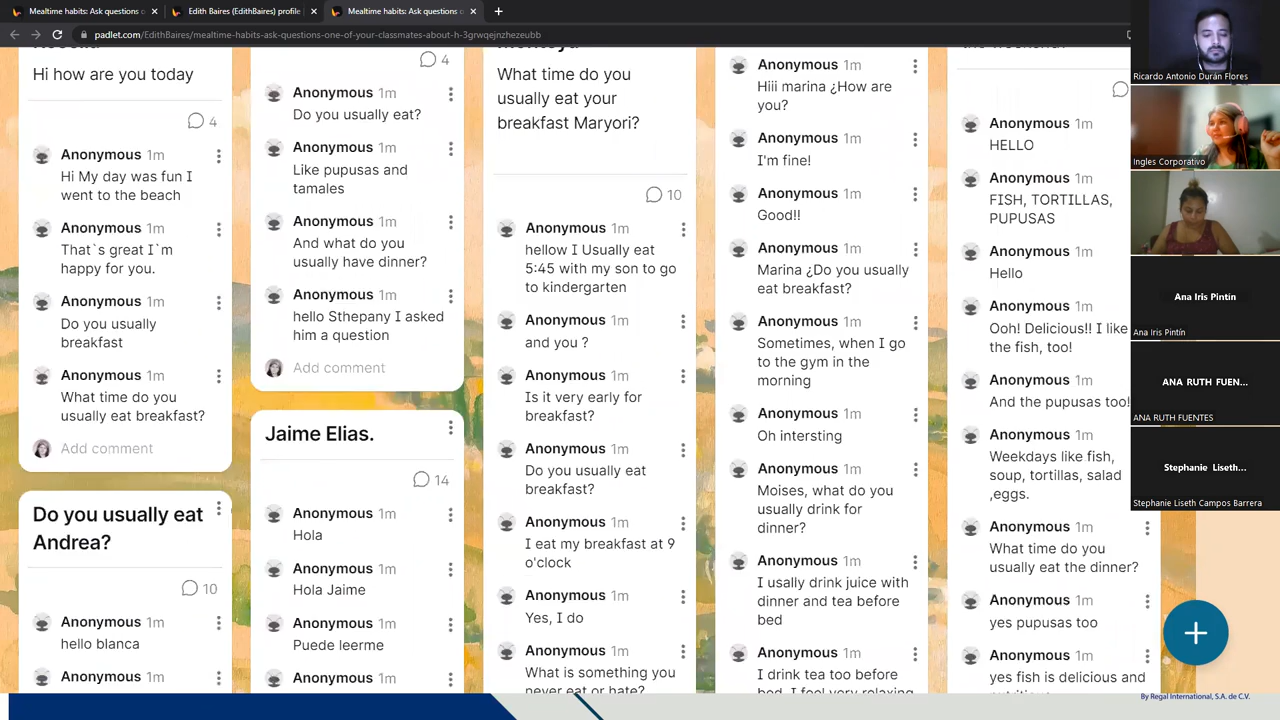 Mealtime habits: Ask questions o
Edith Baires (EdithBaires) | Padlet
Mealtime habits: Ask questions o
padlet.com/EdithBaires/mealtime-habits-ask-questions-one-of-your-classmates-about-h-3grwqejnzhezeubb
Hi how are you today
4
Anonymous 1m
Hi My day was fun I
went to the beach
Anonymous 1m
That`s great I`m
happy for you.
Anonymous 1m
Do you usually
breakfast
Anonymous 1m
What time do you
usually eat breakfast?
Add comment
Do you usually eat
Andrea?
10
Anonymous 1m
hello blanca
Anonymous 1m
4
Anonymous 1m
Do you usually eat?
Anonymous 1m
Like pupusas and
tamales
Anonymous 1m
And what do you
usually have dinner?
Anonymous 1m
hello Sthepany I asked
him a question
Add comment
Jaime Elias.
14
Anonymous 1m
Hola
Anonymous 1m
Hola Jaime
Anonymous 1m
Puede leerme
Anonymous 1m
What time do you
usually eat your
breakfast Maryori?
10
Anonymous 1m
hellow I Usually eat
5:45 with my son to go
to kindergarten
Anonymous 1m
and you ?
Anonymous 1m
Is it very early for
breakfast?
Anonymous 1m
Do you usually eat
breakfast?
Anonymous 1m
I eat my breakfast at 9
o'clock
Anonymous 1m
Yes, I do
Anonymous 1m
What is something you
never eat or hate?
Anonymous 1m
Hiii marina ¿How are
you?
Anonymous 1m
I'm fine!
Anonymous 1m
Good!!
Anonymous 1m
Marina ¿Do you usually
eat breakfast?
Anonymous 1m
Sometimes, when I go
to the gym in the
morning
Anonymous 1m
Oh intersting
Anonymous 1m
Moises, what do you
usually drink for
dinner?
Anonymous 1m
I usally drink juice with
dinner and tea before
bed
Anonymous 1m
I drink tea too before
bed, I feel very relaxing
Anonymous 1m
HELLO
Anonymous 1m
FISH, TORTILLAS,
PUPUSAS
Anonymous 1m
Hello
Anonymous 1m
Ooh! Delicious!! I like
the fish, too!
Anonymous 1m
And the pupusas too!
Anonymous 1m
Weekdays like fish,
soup, tortillas, salad
,eggs.
Anonymous 1m
What time do you
usually eat the dinner?
Anonymous 1m
yes pupusas too
Anonymous 1m
yes fish is delicious and
Ricardo Antonio Durán Flores
Ingles Corporativo
Ana Iris Pintín
Ana Iris Pintín
ANA RUTH FUEN...
ANA RUTH FUENTES
Stephanie Liseth...
Stephanie Liseth Campos Barrera
By Regal International, S.A. de C.V.